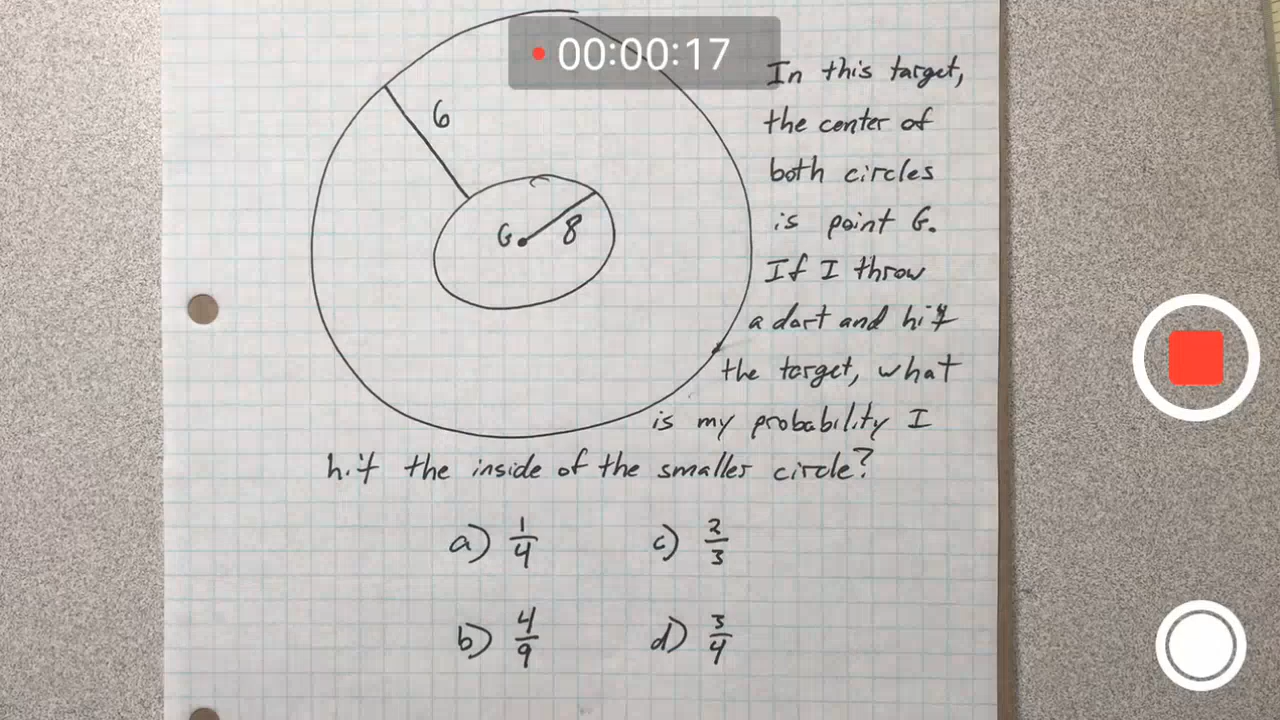 00:00:17
6
G
8
In this target,
the center of
both circles
is point G.
If I throw
a dart and hit
the target, what
is my probability I
hit the inside of the smaller circle?
a) 1/4
c) 2/3
b) 4/9
d) 3/4